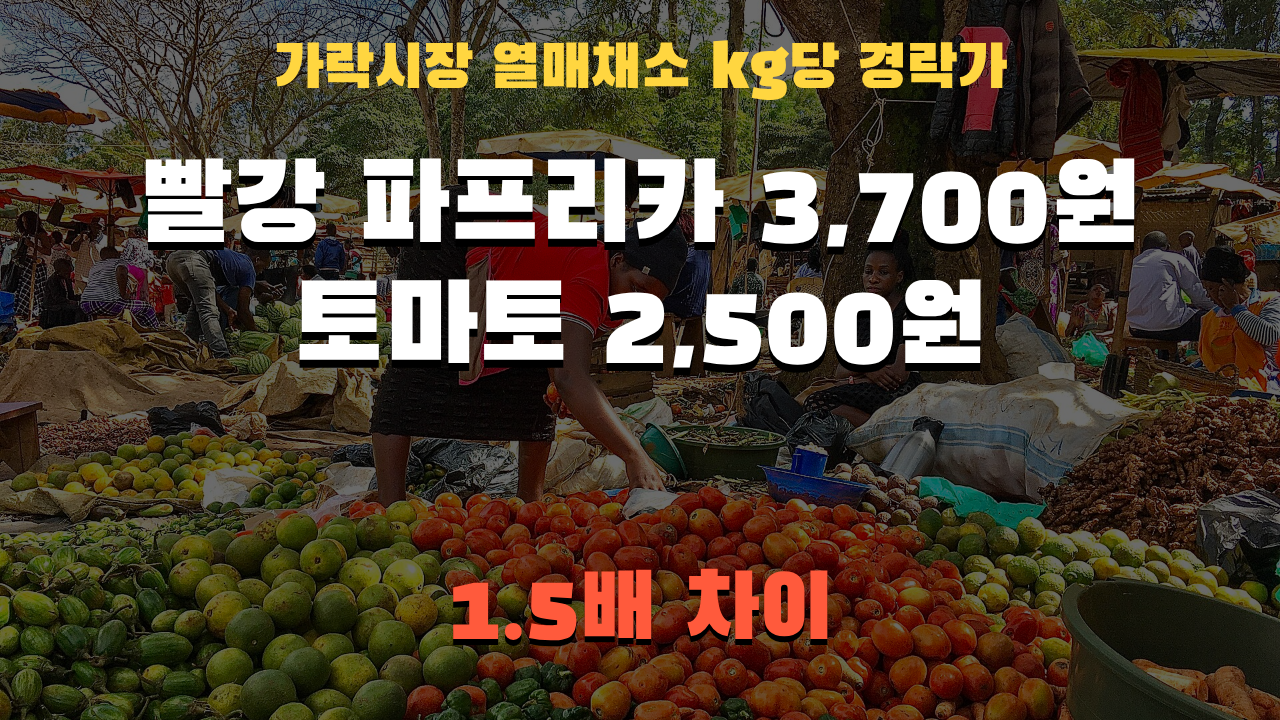 가락시장 열매채소 kg당 경락가
빨강 파프리카 3,700원
토마토 2,500원
1.5배 차이